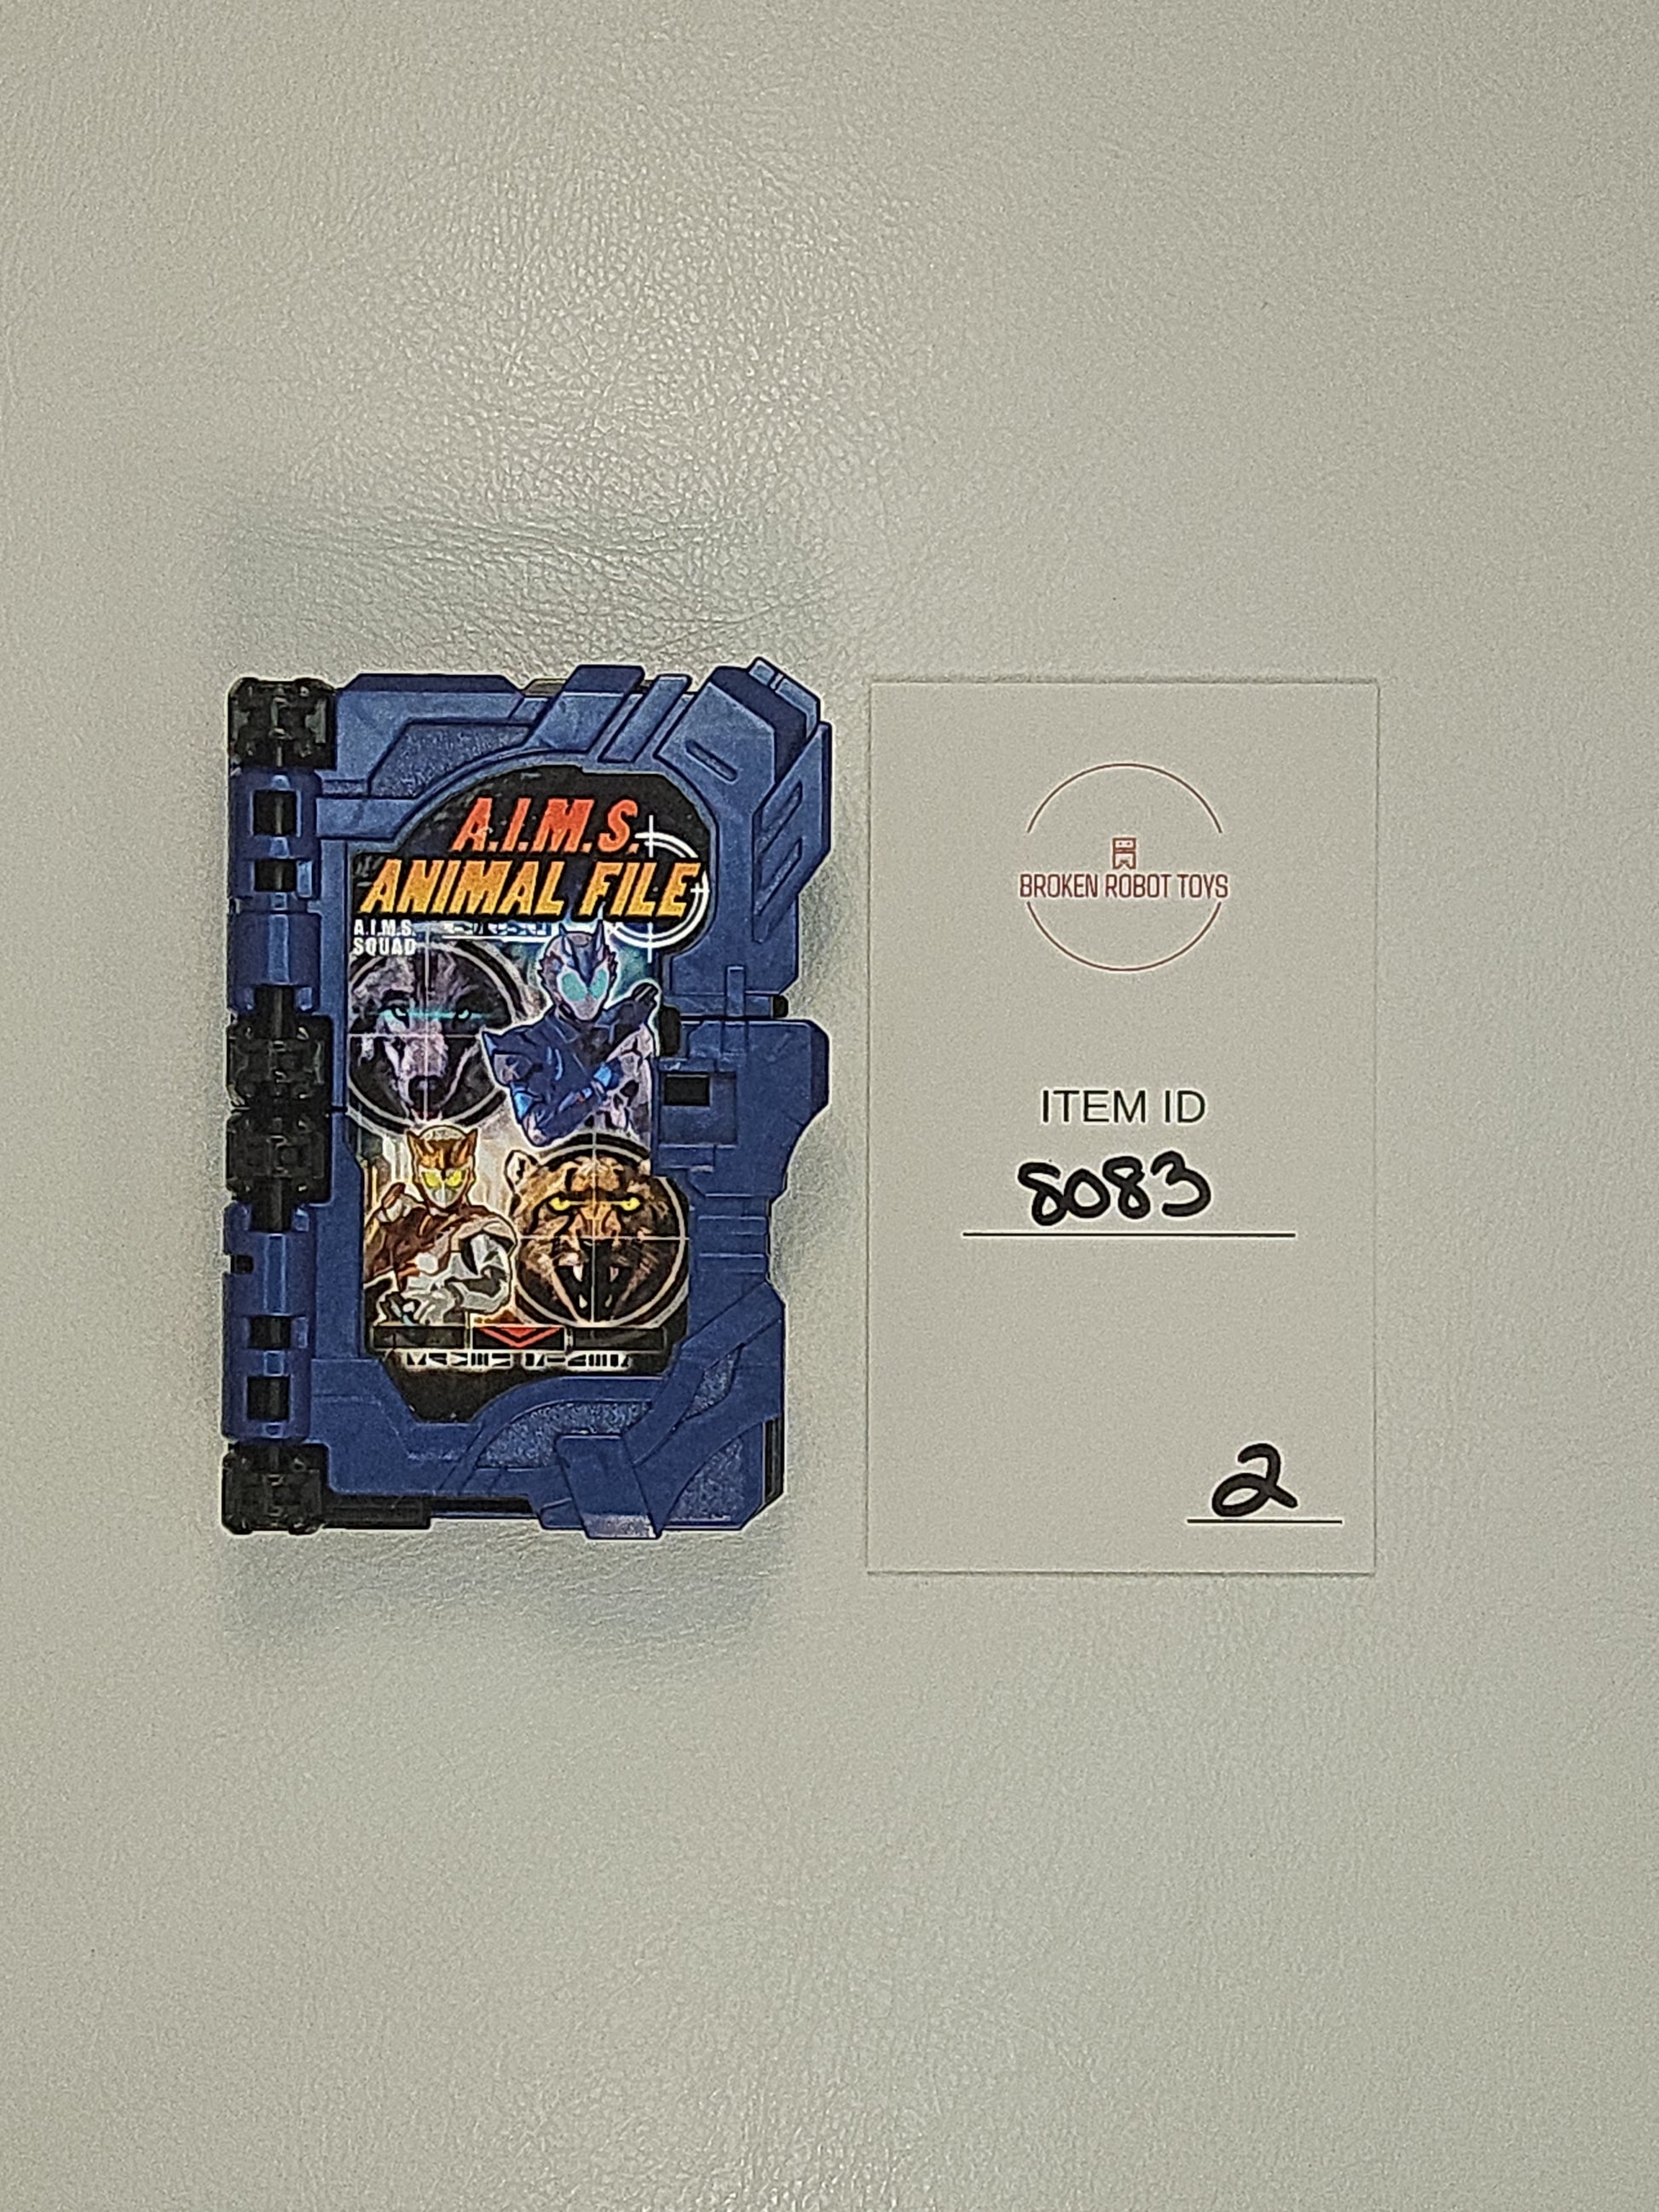 A.I.M.S.
ANIMAL FILE
A.I.M.S.
SQUAD
BROKEN ROBOT TOYS
ITEM ID
8083
2